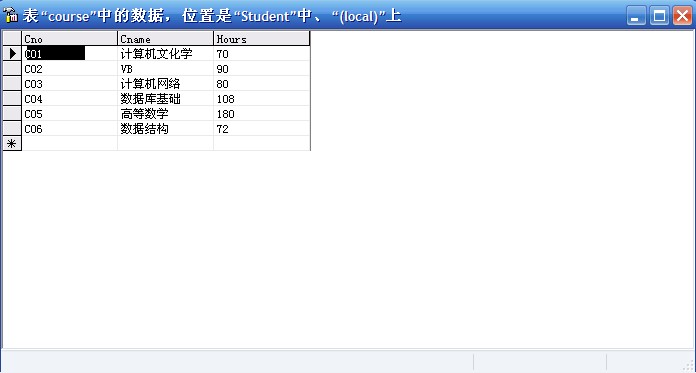 表“course”中的数据，位置是“Student”中、“(local)”上
Cno Cname Hours
C01 计算机文化学 70
C02 VB 90
C03 计算机网络 80
C04 数据库基础 108
C05 高等数学 180
C06 数据结构 72